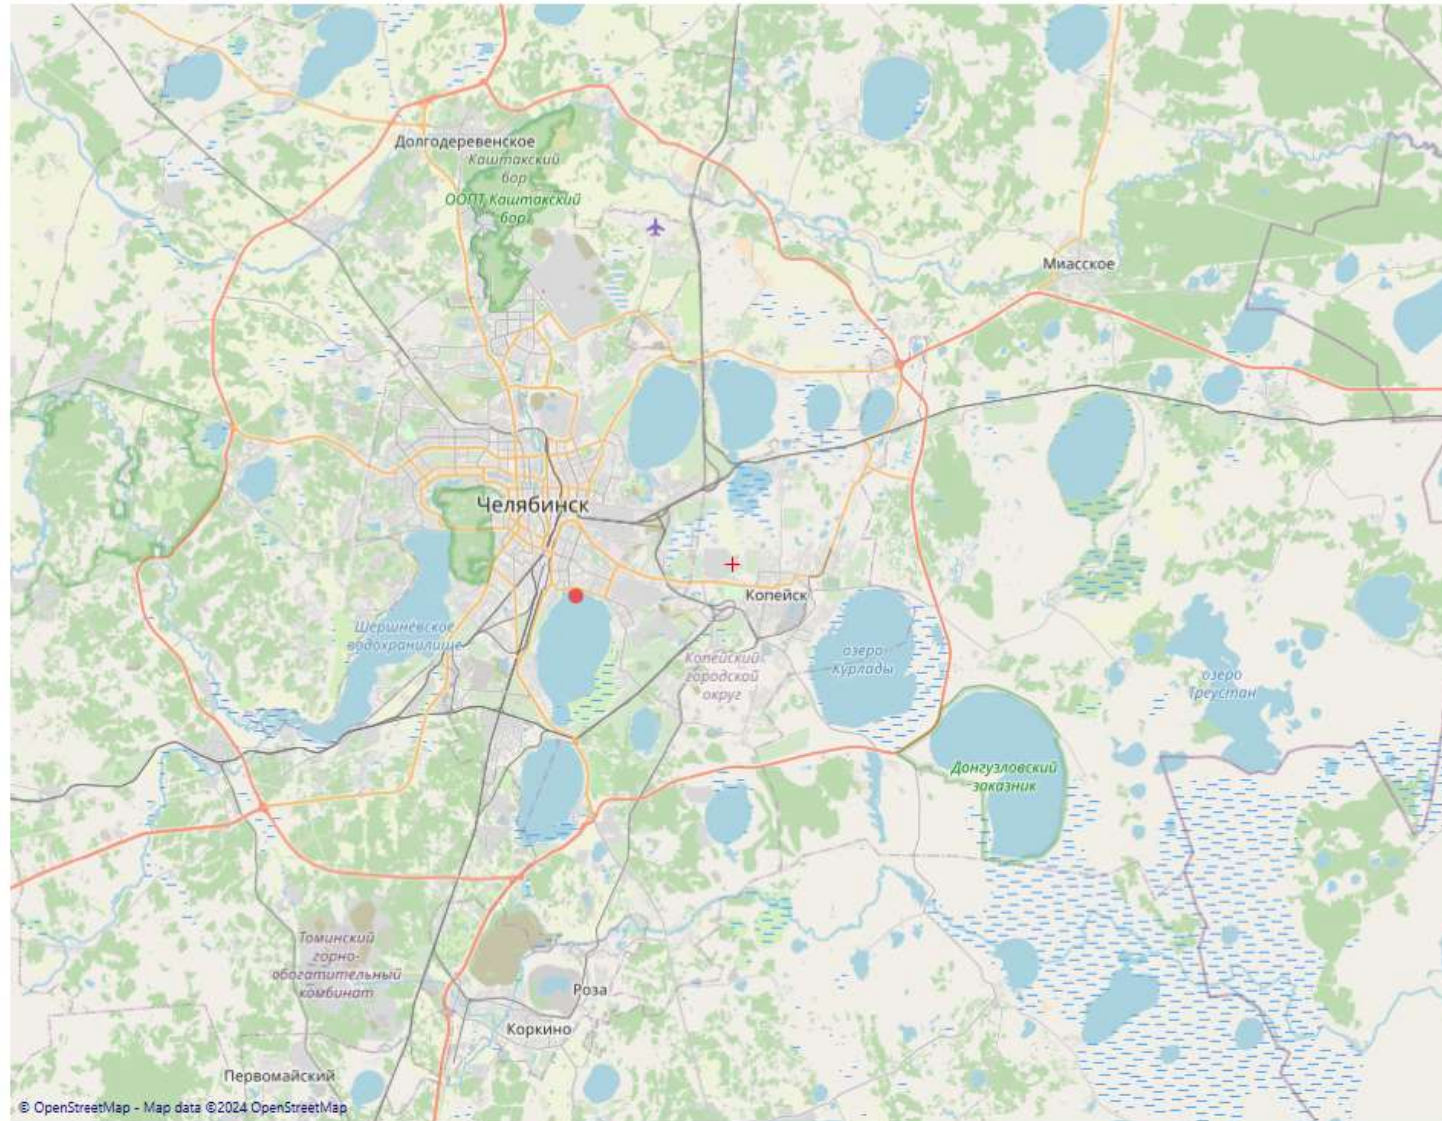 Долгодеревенское
Каштакский
бор
ООПТ Каштакский
бор
Миасское
Челябинск
Копейск
Шершнёвское
водохранилище
Копейский
городской
округ
озеро
Курлады
озеро
Треустан
Донгузловский
заказник
Томинский
горно-
обогатительный
комбинат
Роза
Коркино
Первомайский
© OpenStreetMap - Map data ©2024 OpenStreetMap